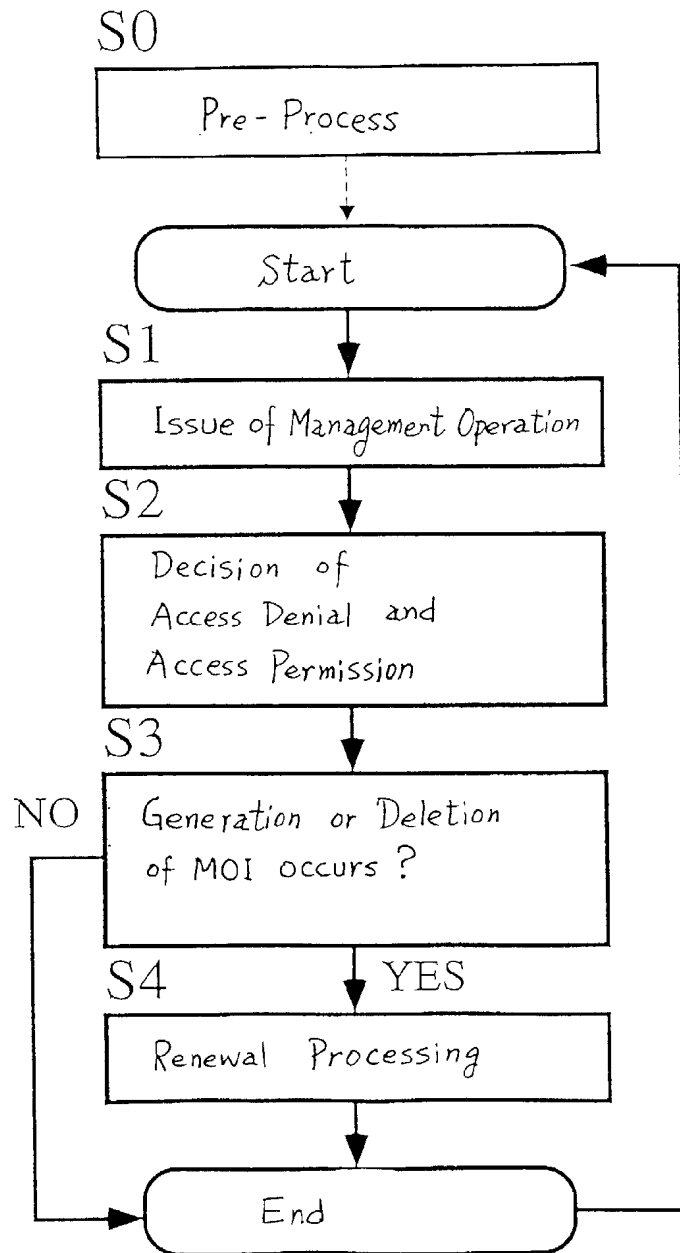 S0
Pre-Process
Start
S1
Issue of Management Operation
S2
Decision of
Access Denial and
Access Permission
S3
NO
Generation or Deletion
of MOI occurs ?
S4
YES
Renewal Processing
End